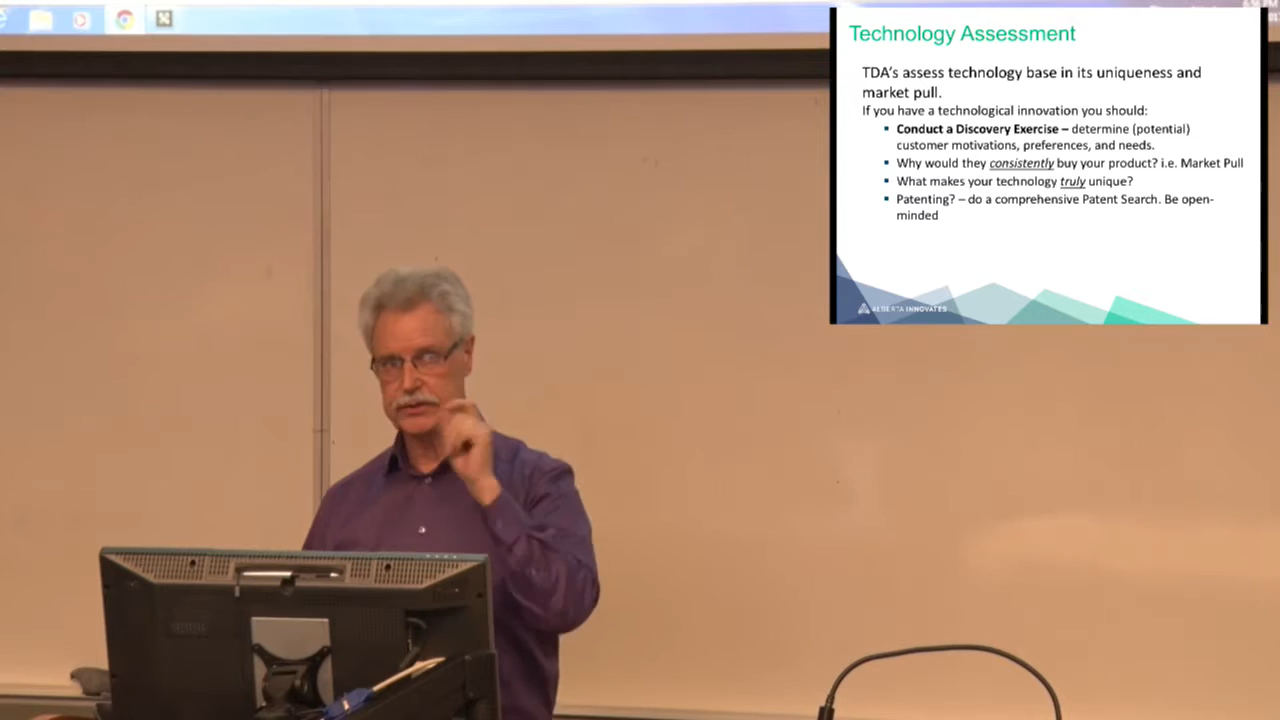 Technology Assessment
TDA's assess technology base in its uniqueness and
market pull.
If you have a technological innovation you should:
Conduct a Discovery Exercise – determine (potential)
customer motivations, preferences, and needs.
Why would they consistently buy your product? i.e. Market Pull
What makes your technology truly unique?
Patenting? – do a comprehensive Patent Search. Be open-
minded
ALBERTA INNOVATES